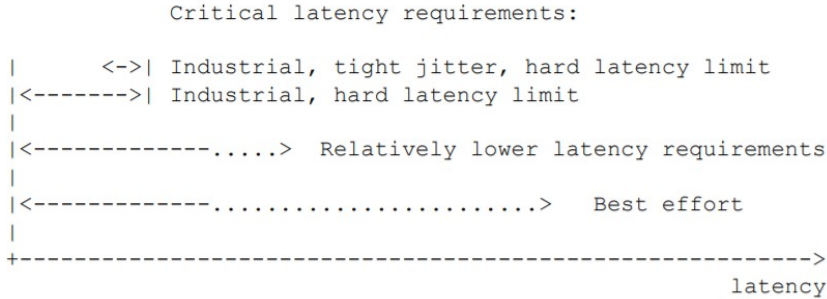 Critical latency requirements:
|      <->| Industrial, tight jitter, hard latency limit
|<------->| Industrial, hard latency limit
|
|<-------------.....>  Relatively lower latency requirements
|
|<-------------........................>   Best effort
|
+----------------------------------------------------------->
latency